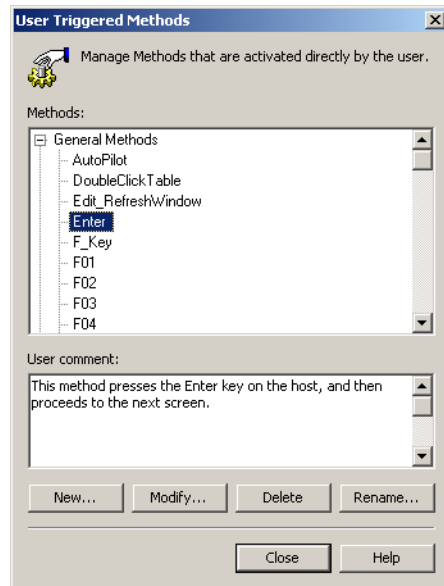 User Triggered Methods
Manage Methods that are activated directly by the user.
Methods:
General Methods
AutoPilot
DoubleClickTable
Edit_RefreshWindow
Enter
F_Key
F01
F02
F03
F04
User comment:
This method presses the Enter key on the host, and then
proceeds to the next screen.
New... Modify... Delete Rename...
Close Help